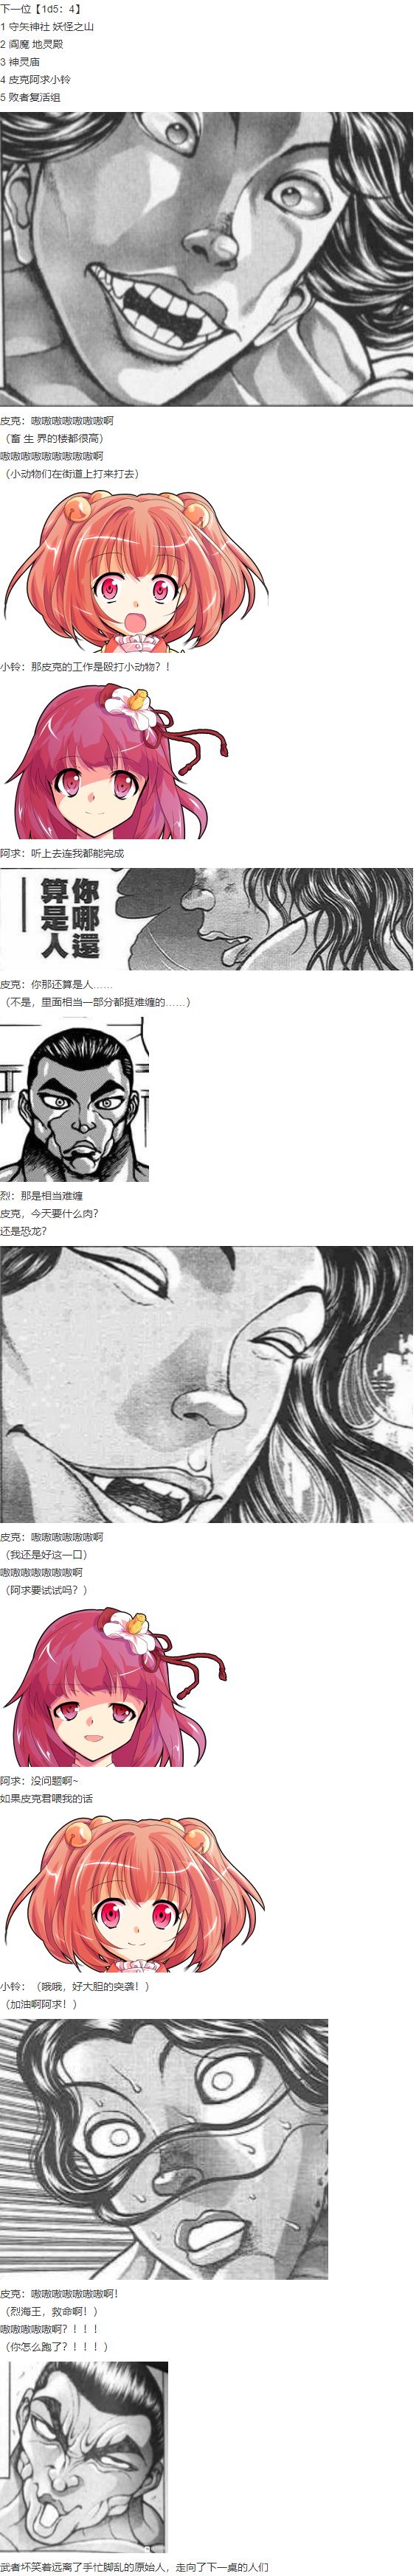 下一位【1d5：4】
1 守矢神社 妖怪之山
2 阎魔 地灵殿
3 神灵庙
4 皮克阿求小铃
5 败者复活组
皮克：嗷嗷嗷嗷嗷嗷嗷啊
（畜 生 界的楼都很高）
嗷嗷嗷嗷嗷嗷嗷嗷嗷啊
（小动物们在街道上打来打去）
小铃：那皮克的工作是殴打小动物？！
阿求：听上去连我都能完成
你哪還
算是人
——
皮克：你那还算是人……
（不是，里面相当一部分都挺难缠的……）
烈：那是相当难缠
皮克，今天要什么肉？
还是恐龙？
皮克：嗷嗷嗷嗷嗷嗷啊
（我还是好这一口）
嗷嗷嗷嗷嗷嗷嗷啊
（阿求要试试吗？）
阿求：没问题啊~
如果皮克君喂我的话
小铃：（哦哦，好大胆的突袭！）
（加油啊阿求！）
皮克：嗷嗷嗷嗷嗷嗷嗷啊！
（烈海王，救命啊！）
嗷嗷嗷嗷嗷啊？！！！
（你怎么跑了？！！！）
武者坏笑着远离了手忙脚乱的原始人，走向了下一桌的人们